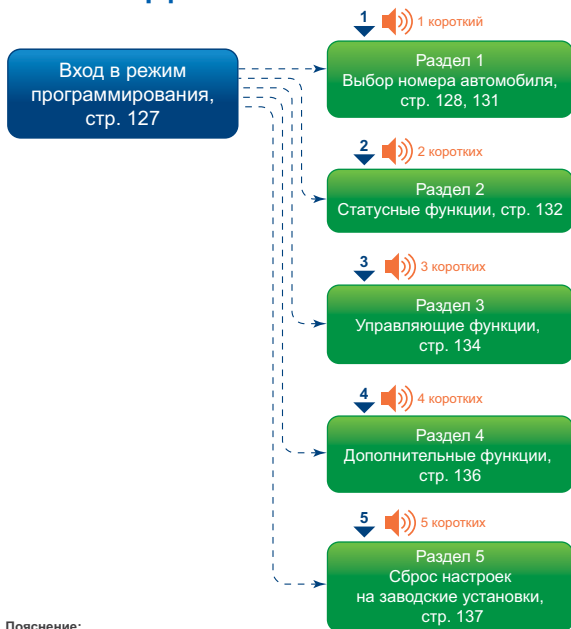 1 1 короткий
Вход в режим
программирования,
стр. 127
Раздел 1
Выбор номера автомобиля,
стр. 128, 131
2 2 коротких
Раздел 2
Статусные функции, стр. 132
3 3 коротких
Раздел 3
Управляющие функции,
стр. 134
4 4 коротких
Раздел 4
Дополнительные функции,
стр. 136
5 5 коротких
Раздел 5
Сброс настроек
на заводские установки,
стр. 137
Пояснение: